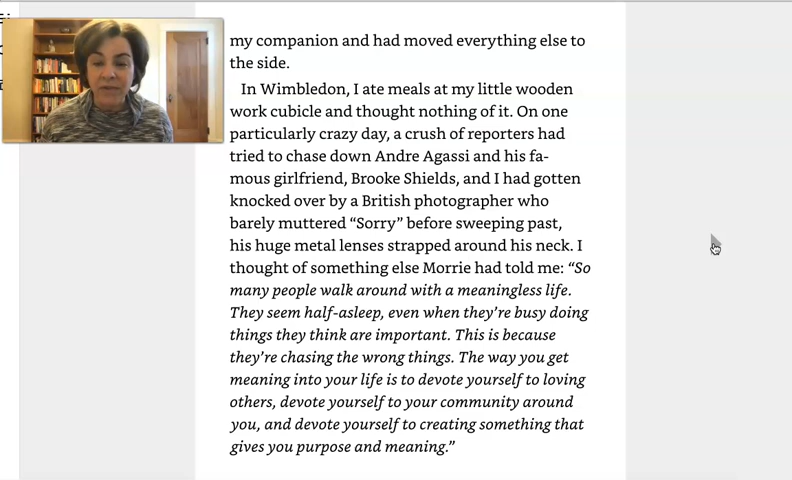 my companion and had moved everything else to
the side.
In Wimbledon, I ate meals at my little wooden
work cubicle and thought nothing of it. On one
particularly crazy day, a crush of reporters had
tried to chase down Andre Agassi and his fa-
mous girlfriend, Brooke Shields, and I had gotten
knocked over by a British photographer who
barely muttered “Sorry” before sweeping past,
his huge metal lenses strapped around his neck. I
thought of something else Morrie had told me: “So
many people walk around with a meaningless life.
They seem half-asleep, even when they’re busy doing
things they think are important. This is because
they’re chasing the wrong things. The way you get
meaning into your life is to devote yourself to loving
others, devote yourself to your community around
you, and devote yourself to creating something that
gives you purpose and meaning.”